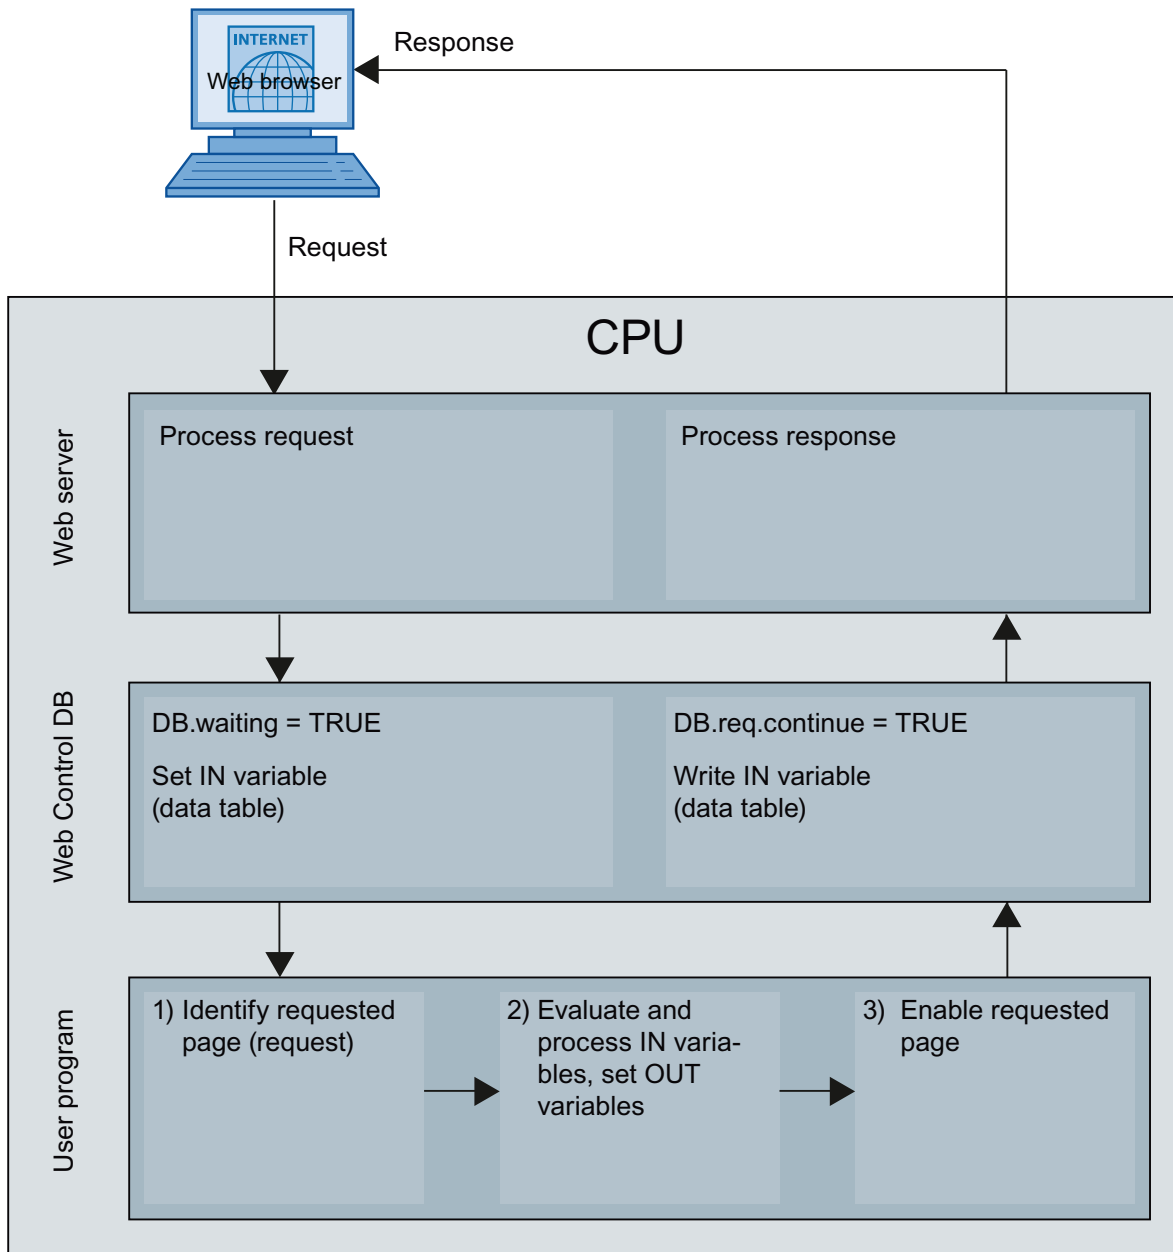 INTERNET
Web browser
Response
Request
CPU
Web server
Process request
Process response
Web Control DB
DB.waiting = TRUE
Set IN variable
(data table)
DB.req.continue = TRUE
Write IN variable
(data table)
User program
1) Identify requested
page (request)
2) Evaluate and
process IN varia-
bles, set OUT
variables
3) Enable requested
page